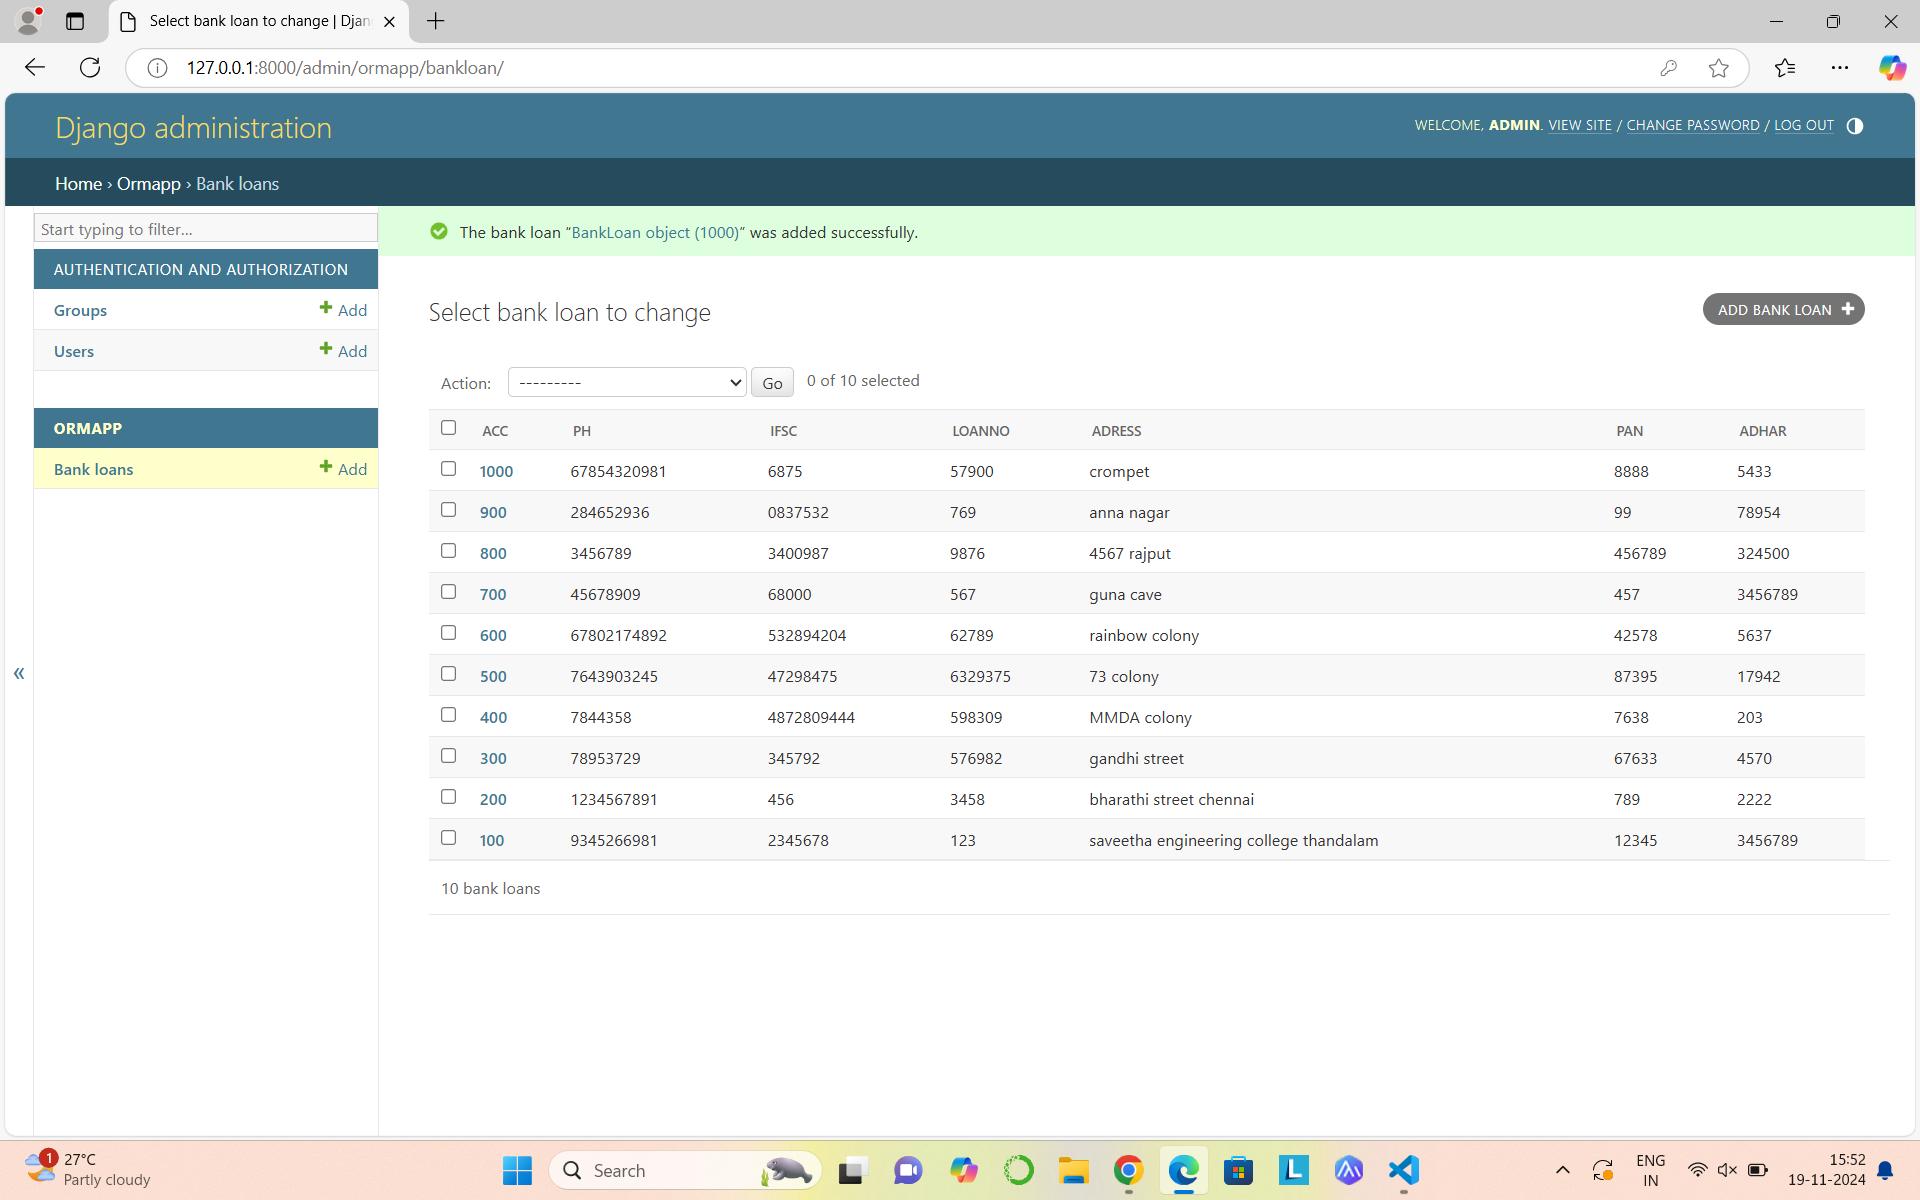 Select bank loan to change | Djan
127.0.0.1:8000/admin/ormapp/bankloan/
Django administration
WELCOME, ADMIN. VIEW SITE / CHANGE PASSWORD / LOG OUT
Home › Ormapp › Bank loans
Start typing to filter...
AUTHENTICATION AND AUTHORIZATION
Groups Add
Users Add
ORMAPP
Bank loans Add
«
The bank loan “BankLoan object (1000)” was added successfully.
Select bank loan to change
ADD BANK LOAN
Action: --------- Go 0 of 10 selected
ACC PH IFSC LOANNO ADRESS PAN ADHAR
1000 67854320981 6875 57900 crompet 8888 5433
900 284652936 0837532 769 anna nagar 99 78954
800 3456789 3400987 9876 4567 rajput 456789 324500
700 45678909 68000 567 guna cave 457 3456789
600 67802174892 532894204 62789 rainbow colony 42578 5637
500 7643903245 47298475 6329375 73 colony 87395 17942
400 7844358 4872809444 598309 MMDA colony 7638 203
300 78953729 345792 576982 gandhi street 67633 4570
200 1234567891 456 3458 bharathi street chennai 789 2222
100 9345266981 2345678 123 saveetha engineering college thandalam 12345 3456789
10 bank loans
1
27°C
Partly cloudy
Search
L
ENG
IN
15:52
19-11-2024